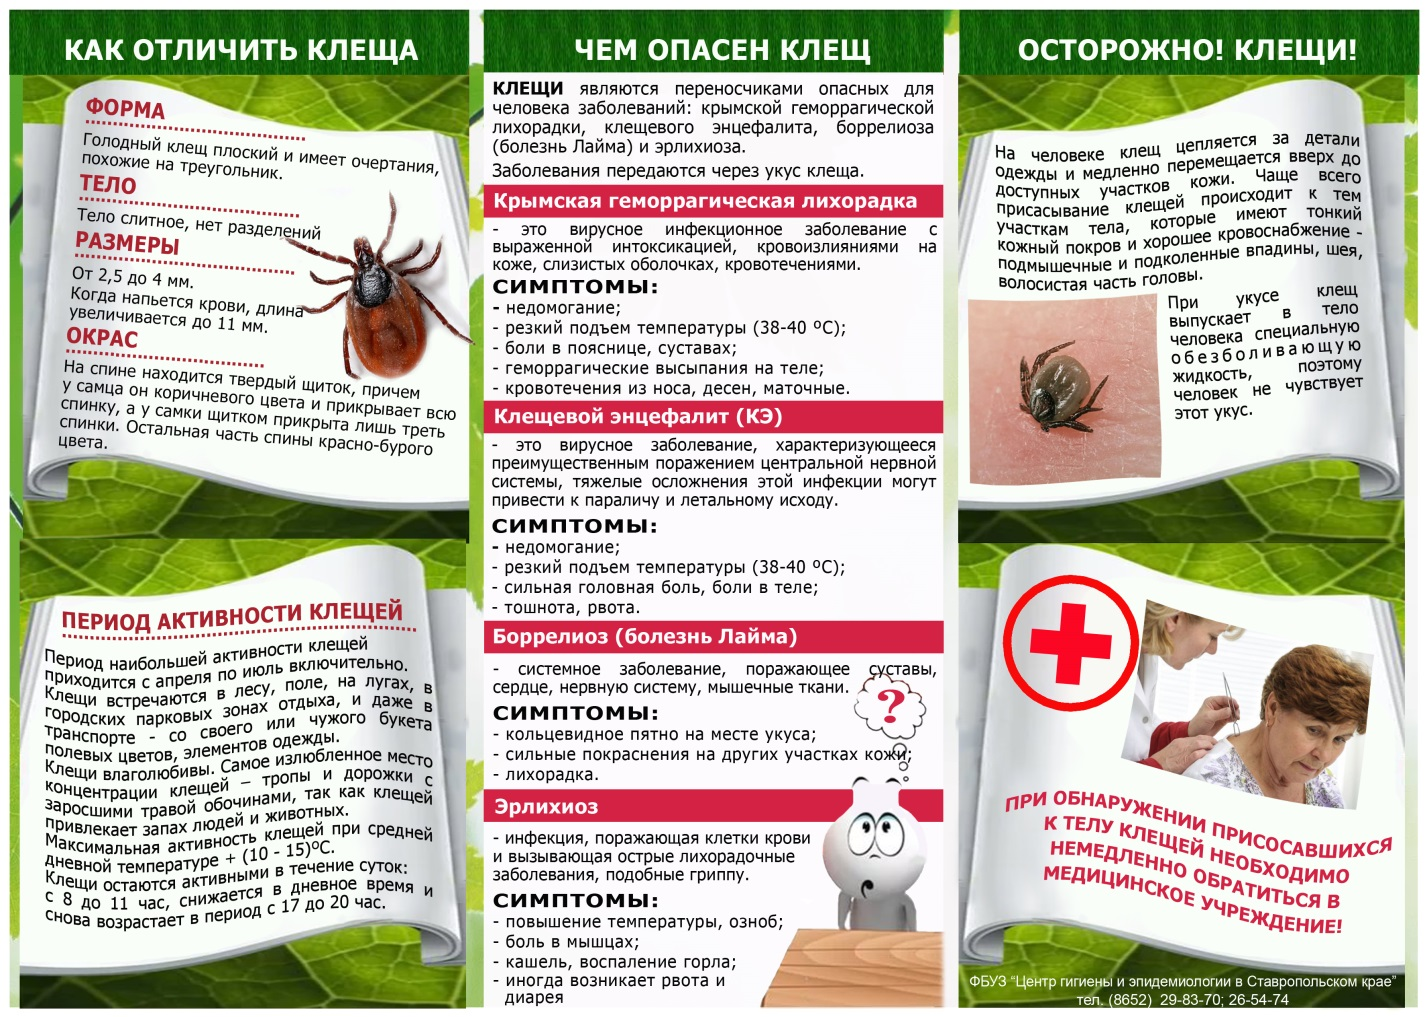 КАК ОТЛИЧИТЬ КЛЕЩА
ФОРМА
Голодный клещ плоский и имеет очертания,
похожие на треугольник.
ТЕЛО
Тело слитное, нет разделений
РАЗМЕРЫ
От 2,5 до 4 мм.
Когда напьется крови, длина
увеличивается до 11 мм.
ОКРАС
На спине находится твердый щиток, причем
у самца он коричневого цвета и прикрывает всю
спинку, а у самки щитком прикрыта лишь треть
спинки. Остальная часть спины красно-бурого
цвета.
ПЕРИОД АКТИВНОСТИ КЛЕЩЕЙ
Период наибольшей активности клещей
приходится с апреля по июль включительно.
Клещи встречаются в лесу, поле, на лугах, в
городских парковых зонах отдыха, и даже в
транспорте - со своего или чужого букета
полевых цветов, элементов одежды.
Клещи влаголюбивы. Самое излюбленное место
концентрации клещей – тропы и дорожки с
заросшими травой обочинами, так как клещей
привлекает запах людей и животных.
Максимальная активность клещей при средней
дневной температуре + (10 - 15)ºС.
Клещи остаются активными в течение суток:
с 8 до 11 час, снижается в дневное время и
снова возрастает в период с 17 до 20 час.
ЧЕМ ОПАСЕН КЛЕЩ
КЛЕЩИ являются переносчиками опасных для
человека заболеваний: крымской геморрагической
лихорадки, клещевого энцефалита, боррелиоза
(болезнь Лайма) и эрлихиоза.
Заболевания передаются через укус клеща.
Крымская геморрагическая лихорадка
- это вирусное инфекционное заболевание с
выраженной интоксикацией, кровоизлияниями на
коже, слизистых оболочках, кровотечениями.
СИМПТОМЫ:
- недомогание;
- резкий подъем температуры (38-40 ºС);
- боли в пояснице, суставах;
- геморрагические высыпания на теле;
- кровотечения из носа, десен, маточные.
Клещевой энцефалит (КЭ)
- это вирусное заболевание, характеризующееся
преимущественным поражением центральной нервной
системы, тяжелые осложнения этой инфекции могут
привести к параличу и летальному исходу.
СИМПТОМЫ:
- недомогание;
- резкий подъем температуры (38-40 ºС);
- сильная головная боль, боли в теле;
- тошнота, рвота.
Боррелиоз (болезнь Лайма)
- системное заболевание, поражающее суставы,
сердце, нервную систему, мышечные ткани.
?
СИМПТОМЫ:
- кольцевидное пятно на месте укуса;
- сильные покраснения на других участках кожи;
- лихорадка.
Эрлихиоз
- инфекция, поражающая клетки крови
и вызывающая острые лихорадочные
заболевания, подобные гриппу.
СИМПТОМЫ:
- повышение температуры, озноб;
- боль в мышцах;
- кашель, воспаление горла;
- иногда возникает рвота и
диарея
ОСТОРОЖНО! КЛЕЩИ!
На человеке клещ цепляется за детали
одежды и медленно перемещается вверх до
доступных участков кожи. Чаще всего
присасывание клещей происходит к тем
участкам тела, которые имеют тонкий
кожный покров и хорошее кровоснабжение -
подмышечные и подколенные впадины, шея,
волосистая часть головы.
При укусе клещ
выпускает в тело
человека специальную
обезболивающую
жидкость, поэтому
человек не чувствует
этот укус.
ПРИ ОБНАРУЖЕНИИ ПРИСОСАВШИХСЯ
К ТЕЛУ КЛЕЩЕЙ НЕОБХОДИМО
НЕМЕДЛЕННО ОБРАТИТЬСЯ В
МЕДИЦИНСКОЕ УЧРЕЖДЕНИЕ!
ФБУЗ “Центр гигиены и эпидемиологии в Ставропольском крае”
тел. (8652) 29-83-70; 26-54-74